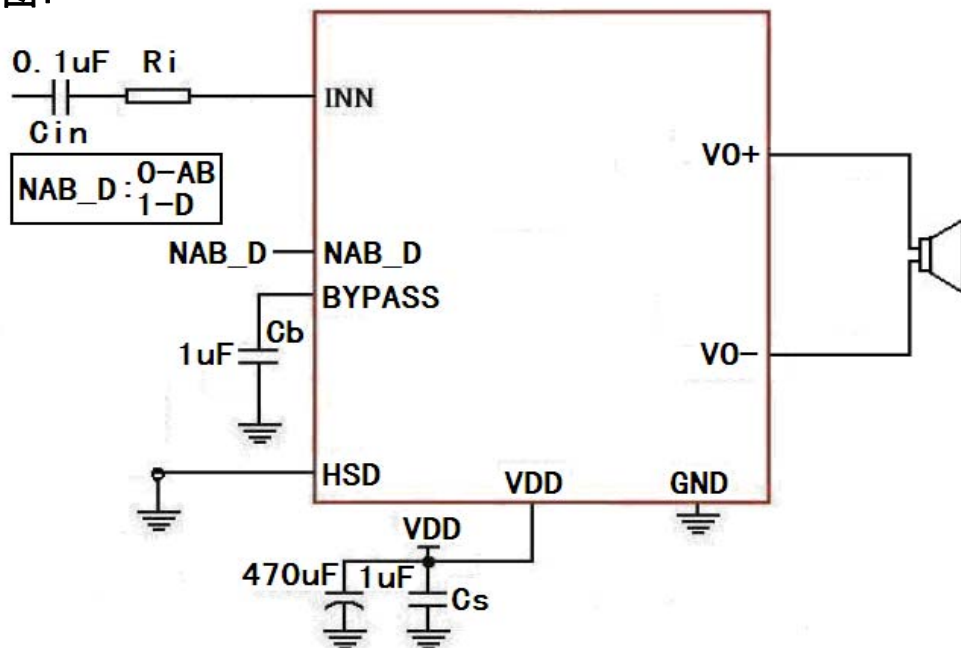 0.1uF Ri
INN
Cin
NAB_D: 0-AB
1-D
VO+
NAB_D NAB_D
BYPASS
Cb
1uF
VO-
HSD
VDD GND
VDD
470uF 1uF
Cs